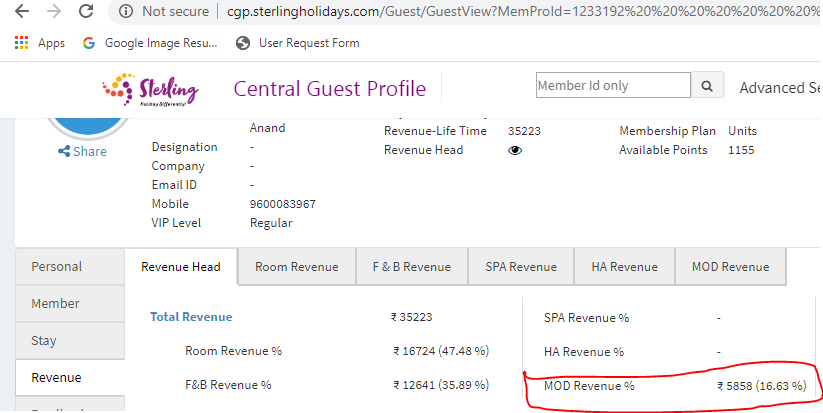 Not secure | cgp.sterlingholidays.com/Guest/GuestView?MemProId=1233192%20%20%20%20%20%20%20%
Apps Google Image Resu... User Request Form
Sterling
Holiday Differently!
Central Guest Profile
Member Id only
Advanced Se
Anand
Revenue-Life Time 35223
Membership Plan Units
Share
Designation -
Revenue Head
Available Points 1155
Company -
Email ID -
Mobile 9600083967
VIP Level Regular
Personal
Revenue Head Room Revenue F & B Revenue SPA Revenue HA Revenue MOD Revenue
Member
Total Revenue ₹ 35223
SPA Revenue % -
Stay
Room Revenue % ₹ 16724 (47.48 %)
HA Revenue % -
Revenue
F&B Revenue % ₹ 12641 (35.89 %)
MOD Revenue % ₹ 5858 (16.63 %)